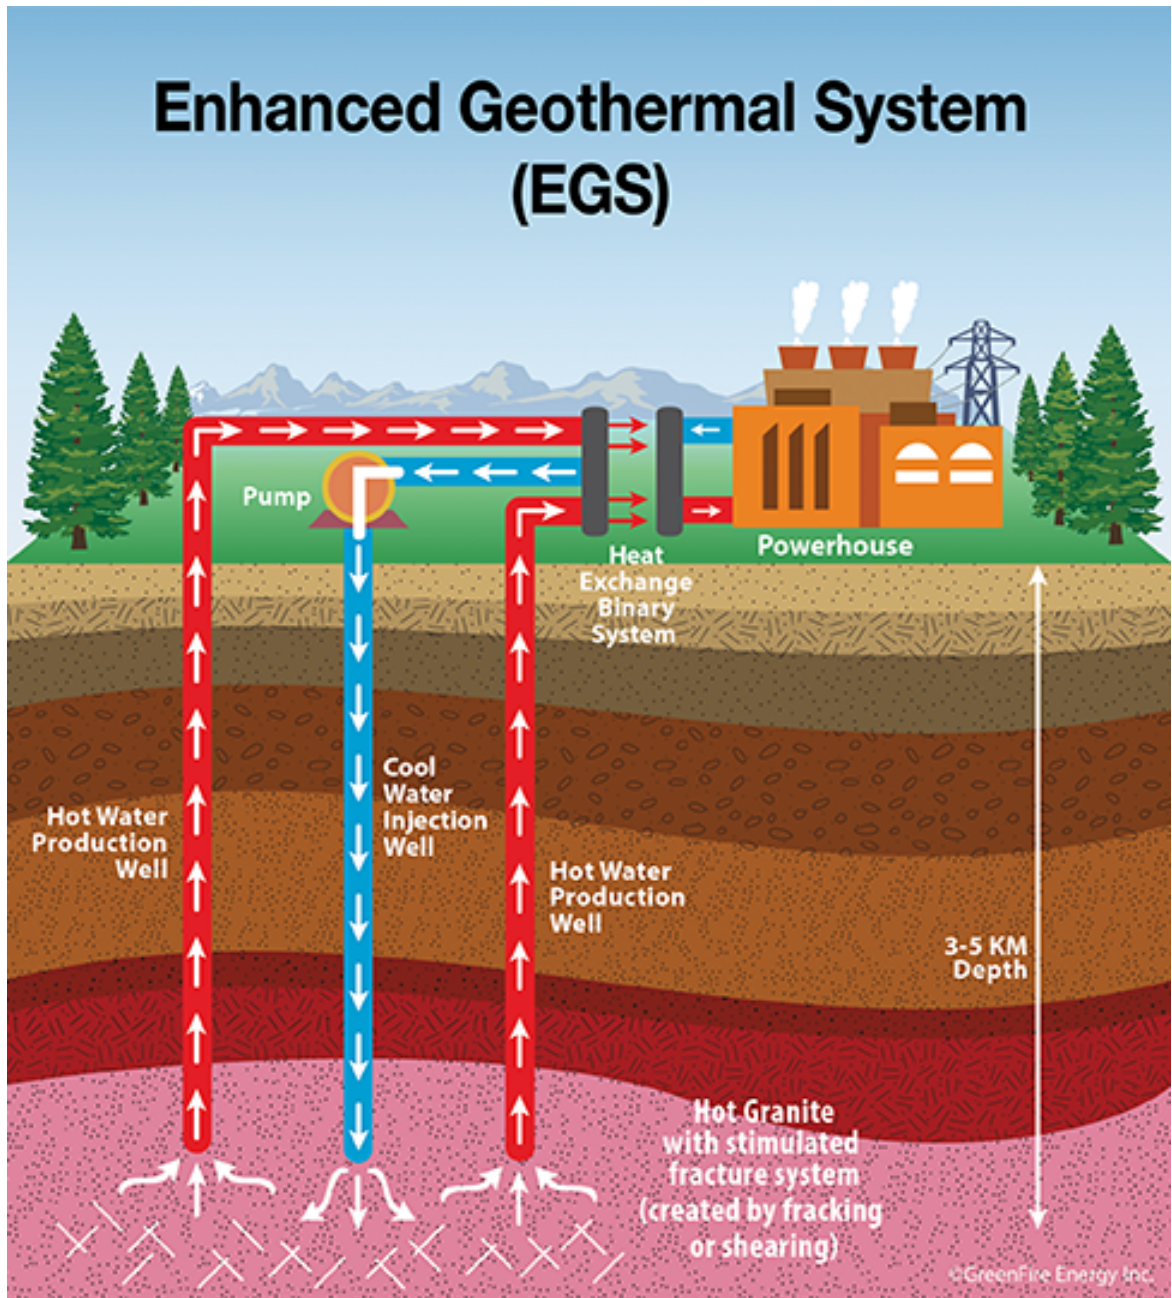 Enhanced Geothermal System
(EGS)
Pump
Powerhouse
Heat
Exchange
Binary
System
Cool
Water
Injection
Well
Hot Water
Production
Well
Hot Water
Production
Well
3-5 KM
Depth
Hot Granite
with stimulated
fracture system
(created by fracking
or shearing)
©GreenFire Energy Inc.